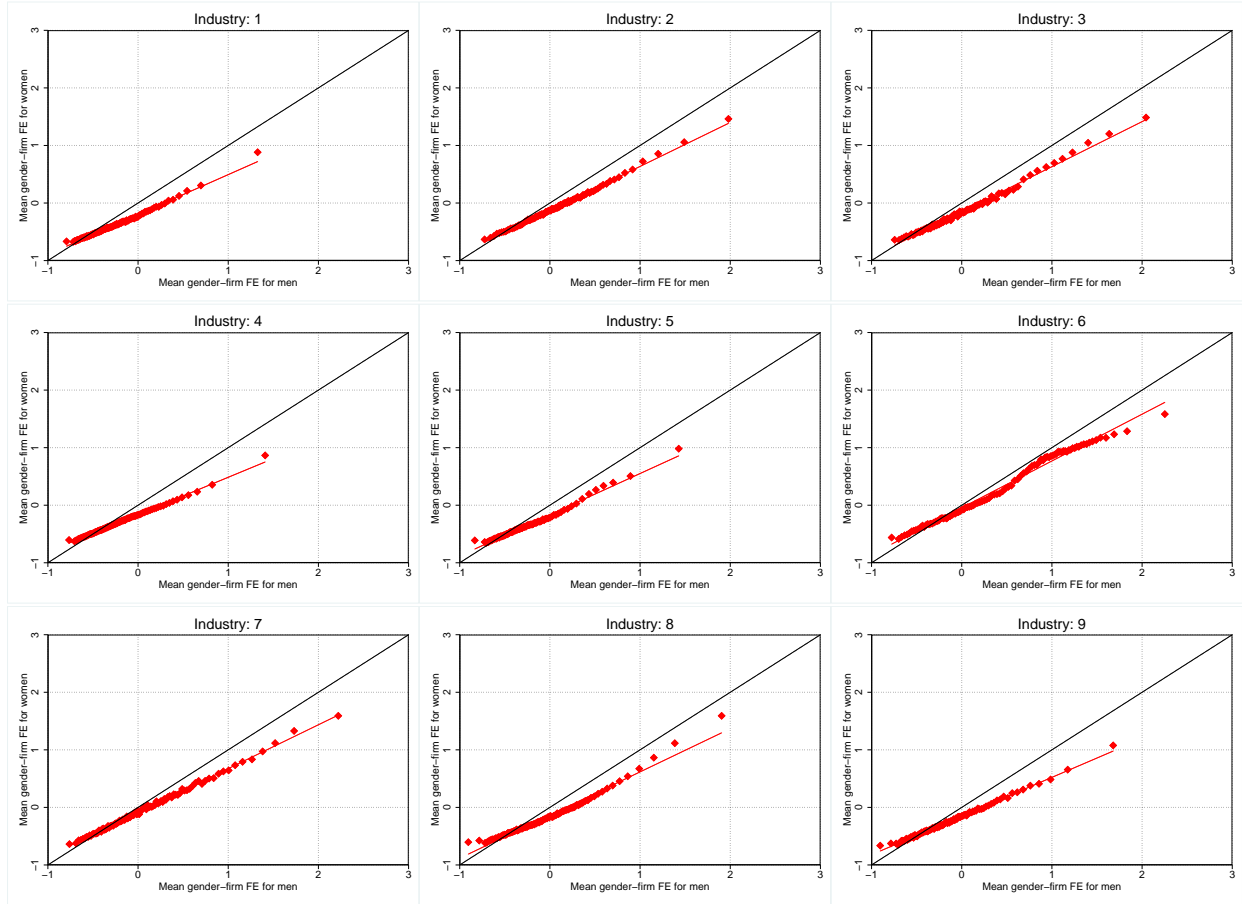 Industry: 1
Mean gender−firm FE for women
−1 0 1 2 3
−1 0 1 2 3
Mean gender−firm FE for men
Industry: 2
Mean gender−firm FE for women
−1 0 1 2 3
−1 0 1 2 3
Mean gender−firm FE for men
Industry: 3
Mean gender−firm FE for women
−1 0 1 2 3
−1 0 1 2 3
Mean gender−firm FE for men
Industry: 4
Mean gender−firm FE for women
−1 0 1 2 3
−1 0 1 2 3
Mean gender−firm FE for men
Industry: 5
Mean gender−firm FE for women
−1 0 1 2 3
−1 0 1 2 3
Mean gender−firm FE for men
Industry: 6
Mean gender−firm FE for women
−1 0 1 2 3
−1 0 1 2 3
Mean gender−firm FE for men
Industry: 7
Mean gender−firm FE for women
−1 0 1 2 3
−1 0 1 2 3
Mean gender−firm FE for men
Industry: 8
Mean gender−firm FE for women
−1 0 1 2 3
−1 0 1 2 3
Mean gender−firm FE for men
Industry: 9
Mean gender−firm FE for women
−1 0 1 2 3
−1 0 1 2 3
Mean gender−firm FE for men